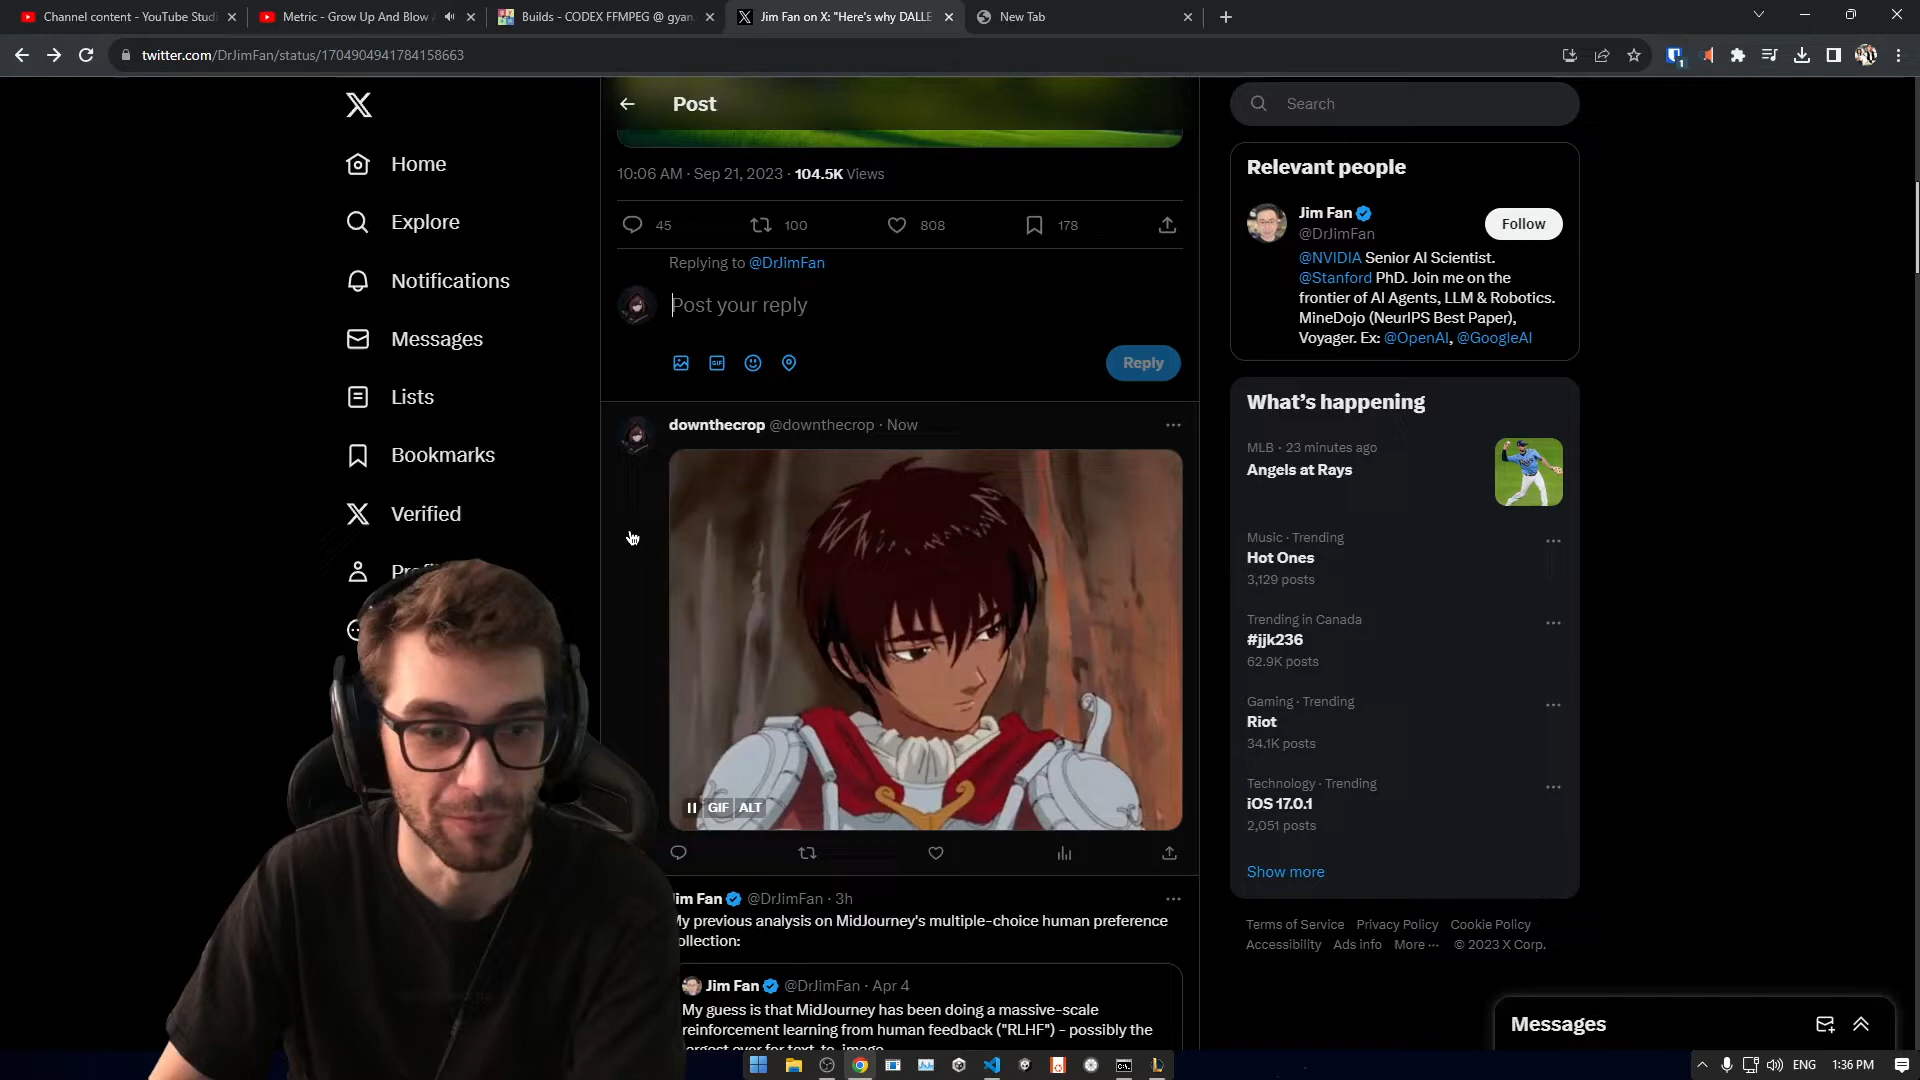 Channel content - YouTube Studi
Metric - Grow Up And Blow
Builds - CODEX FFMPEG @ gyan.
Jim Fan on X: "Here's why DALLE
New Tab
twitter.com/DrJimFan/status/1704904941784158663
Home
Explore
Notifications
Messages
Lists
Bookmarks
Verified
Post
10:06 AM · Sep 21, 2023 · 104.5K Views
45
100
808
178
Replying to @DrJimFan
Post your reply
Reply
downthecrop @downthecrop · Now
GIF ALT
Jim Fan @DrJimFan · 3h
My previous analysis on MidJourney's multiple-choice human preference
collection:
Jim Fan @DrJimFan · Apr 4
My guess is that MidJourney has been doing a massive-scale
reinforcement learning from human feedback ("RLHF") - possibly the
largest ever for text-to-image.
Search
Relevant people
Jim Fan
@DrJimFan
Follow
@NVIDIA Senior AI Scientist.
@Stanford PhD. Join me on the
frontier of AI Agents, LLM & Robotics.
MineDojo (NeurIPS Best Paper),
Voyager. Ex: @OpenAI, @GoogleAI
What's happening
MLB · 23 minutes ago
Angels at Rays
Music · Trending
Hot Ones
3,129 posts
Trending in Canada
#jjk236
62.9K posts
Gaming · Trending
Riot
34.1K posts
Technology · Trending
iOS 17.0.1
2,051 posts
Show more
Terms of Service Privacy Policy Cookie Policy
Accessibility Ads info More ··· © 2023 X Corp.
Messages
ENG
1:36 PM